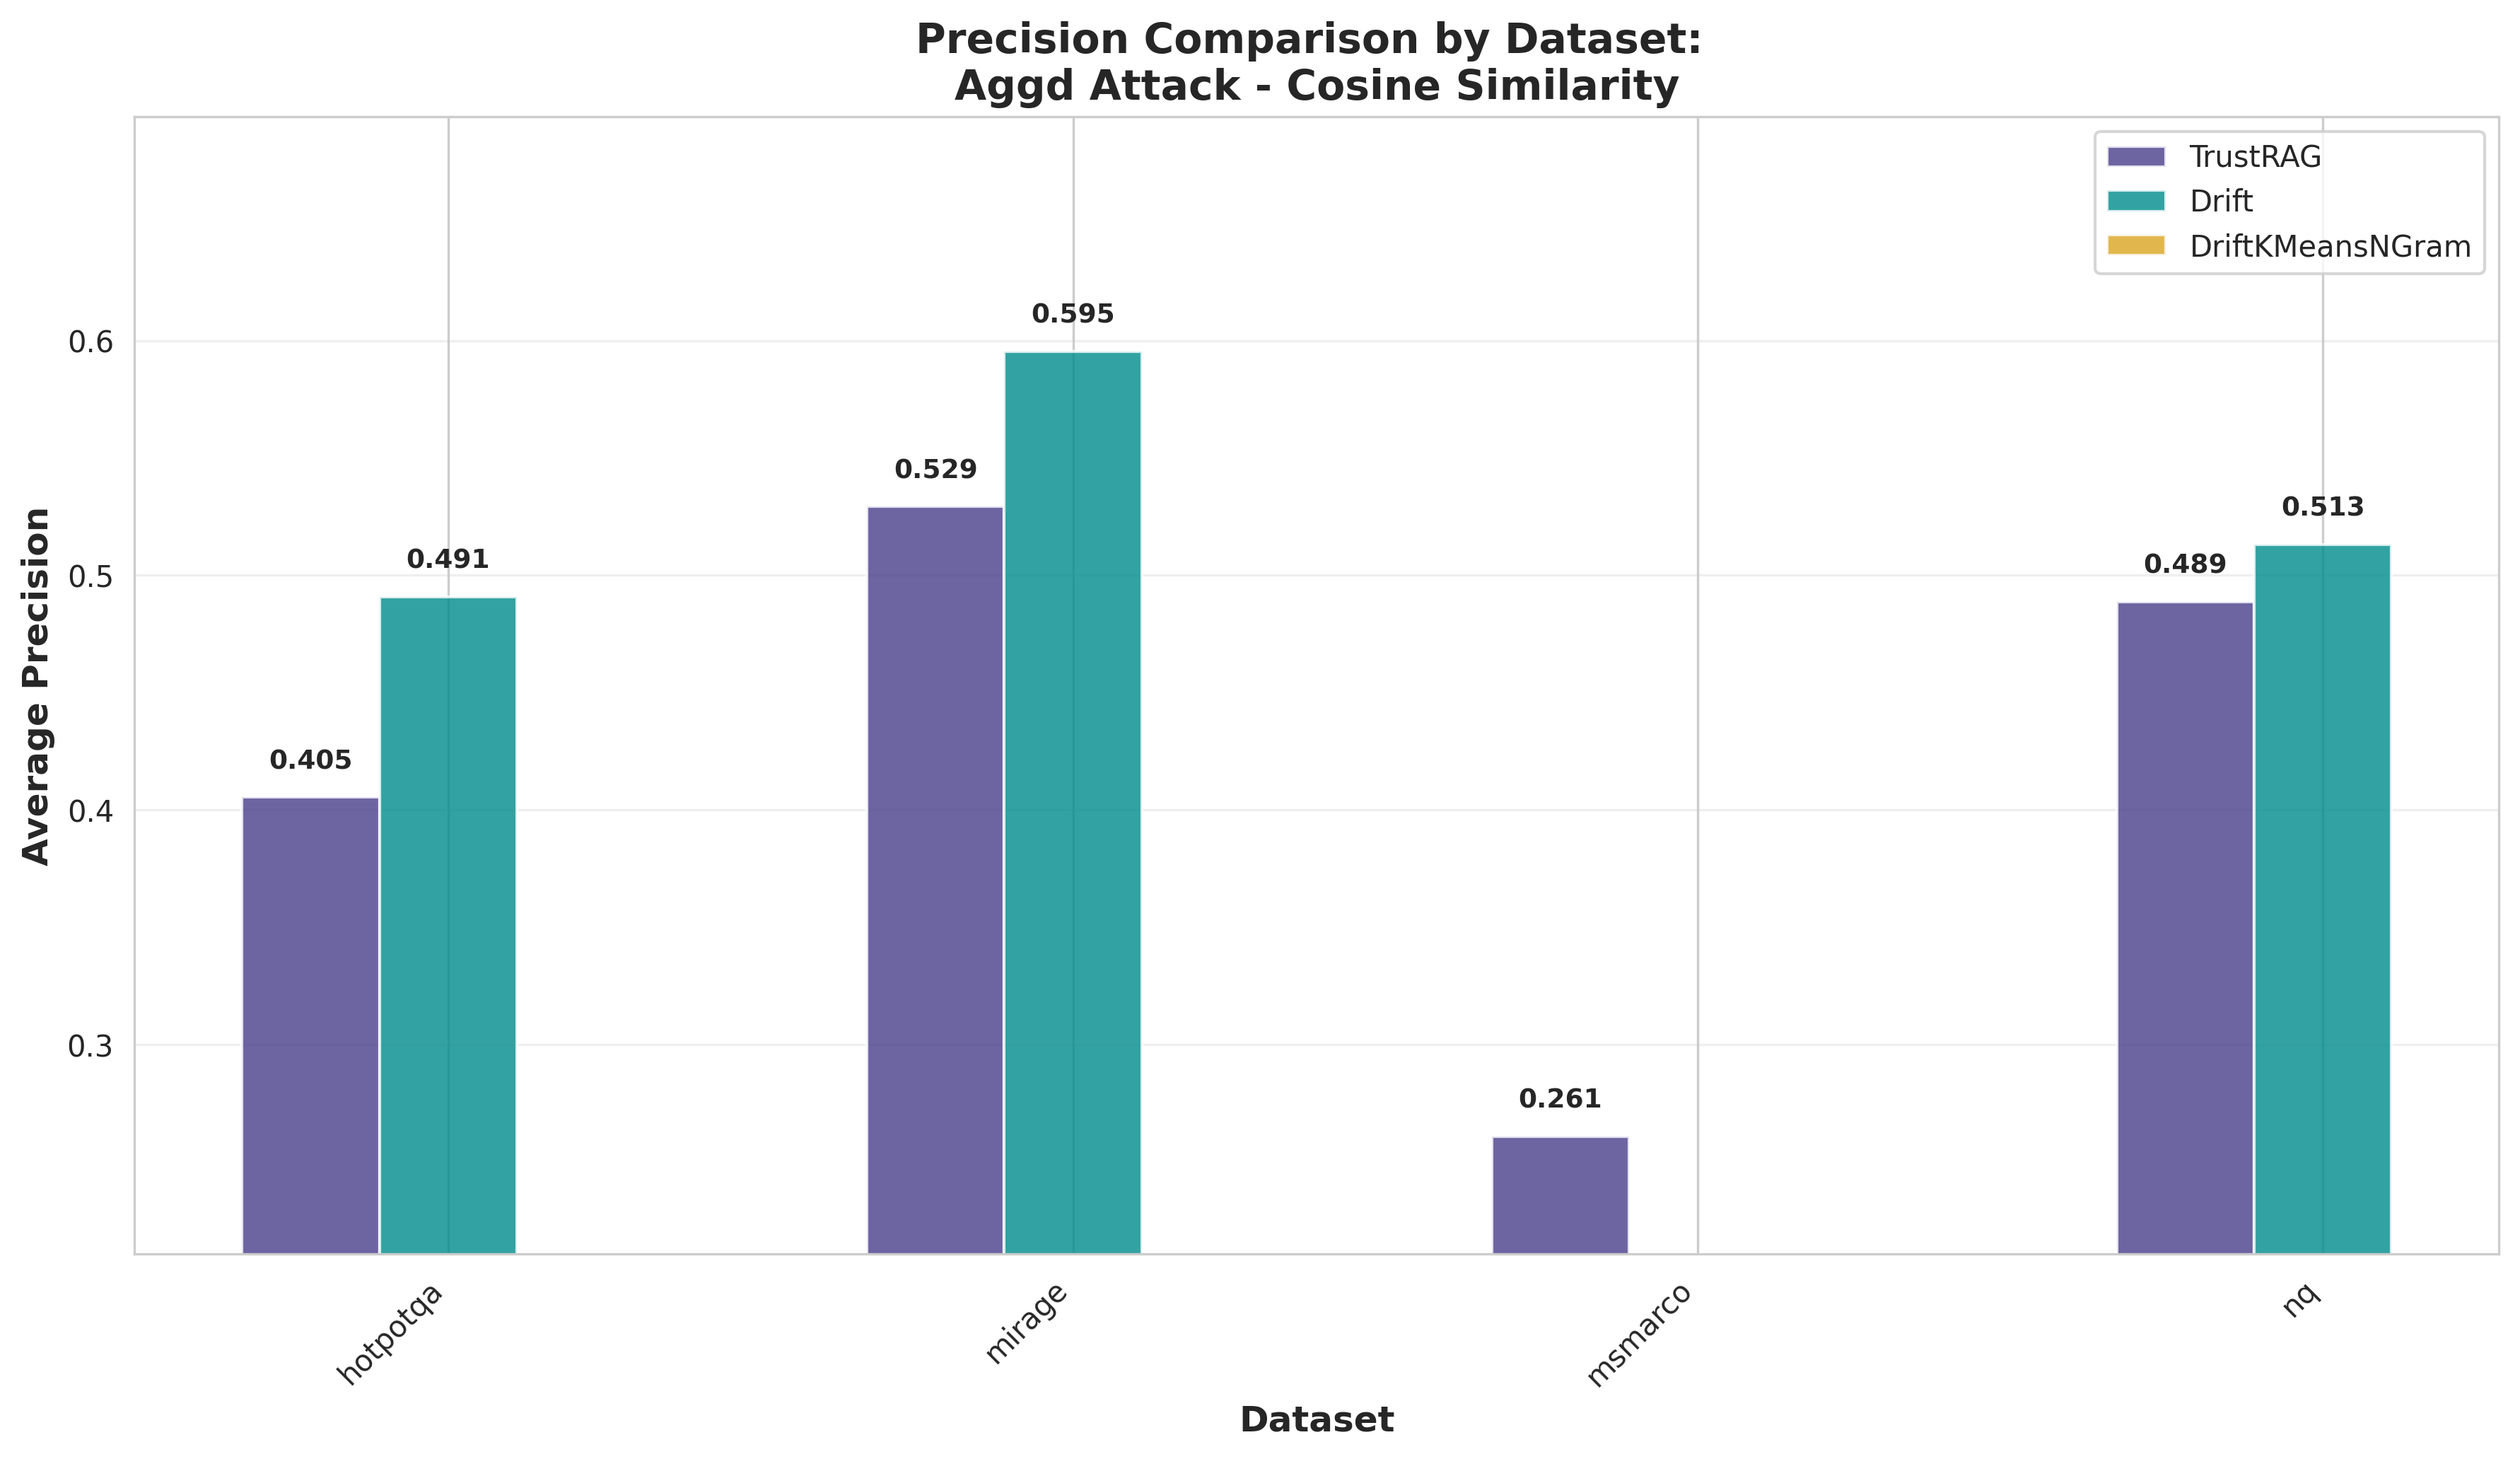 Precision Comparison by Dataset:
Aggd Attack - Cosine Similarity
TrustRAG
Drift
DriftKMeansNGram
Average Precision
0.6
0.5
0.4
0.3
0.405
0.491
0.529
0.595
0.261
0.489
0.513
hotpotqa
mirage
msmarco
nq
Dataset